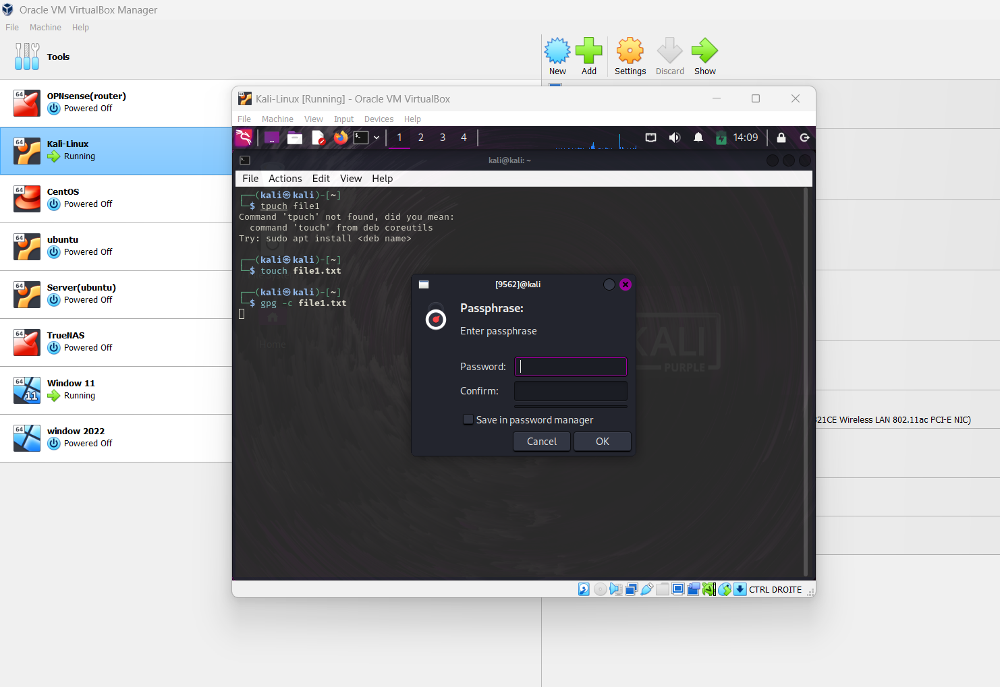 Oracle VM VirtualBox Manager
File Machine Help
Tools
New Add Settings Discard Show
OPNsense(router)
Powered Off
Kali-Linux
Running
CentOS
Powered Off
ubuntu
Powered Off
Server(ubuntu)
Powered Off
TrueNAS
Powered Off
Window 11
Running
window 2022
Powered Off
Kali-Linux [Running] - Oracle VM VirtualBox
File Machine View Input Devices Help
1 2 3 4 14:09
kali@kali: ~
File Actions Edit View Help
┌──(kali㉿kali)-[~]
└─$ tpuch file1
Command 'tpuch' not found, did you mean:
command 'touch' from deb coreutils
Try: sudo apt install <deb name>
┌──(kali㉿kali)-[~]
└─$ touch file1.txt
┌──(kali㉿kali)-[~]
└─$ gpg -c file1.txt
Home
[9562]@kali
Passphrase:
Enter passphrase
Password:
Confirm:
Save in password manager
Cancel OK
KALI
PURPLE
21CE Wireless LAN 802.11ac PCI-E NIC)
CTRL DROITE